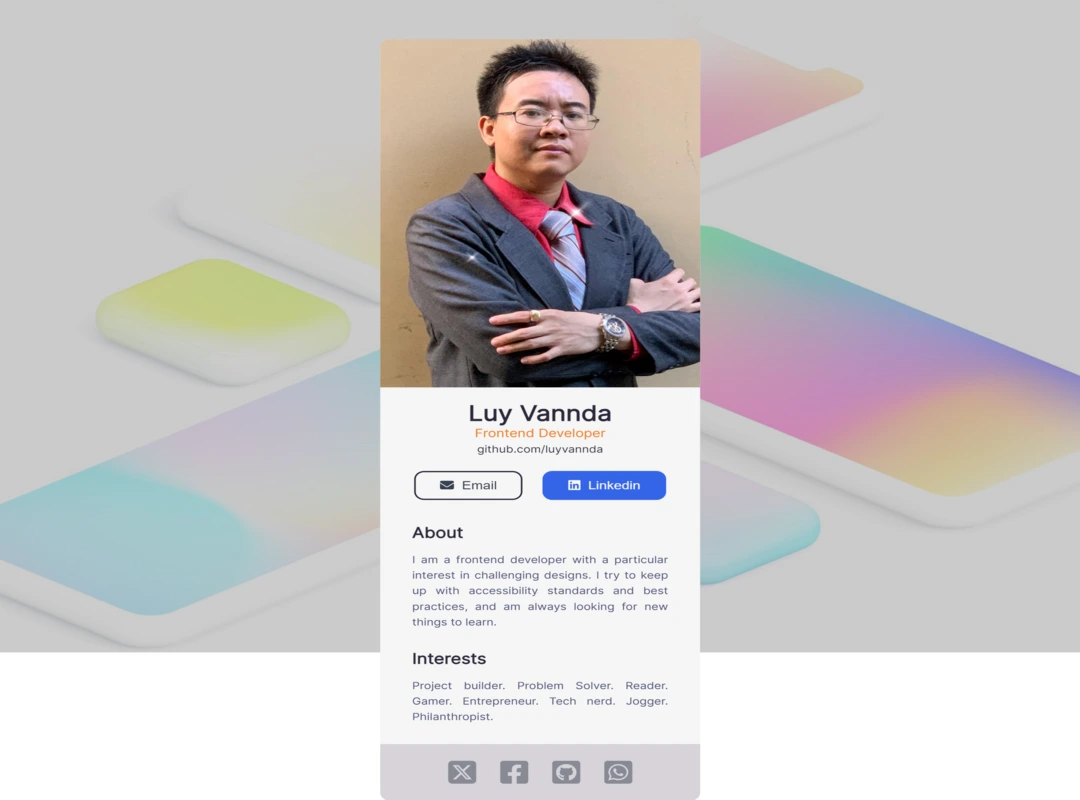 Luy Vannda
Frontend Developer
github.com/luyvannda
Email
Linkedin
About
I am a frontend developer with a particular
interest in challenging designs. I try to keep
up with accessibility standards and best
practices, and am always looking for new
things to learn.
Interests
Project builder. Problem Solver. Reader.
Gamer. Entrepreneur. Tech nerd. Jogger.
Philanthropist.